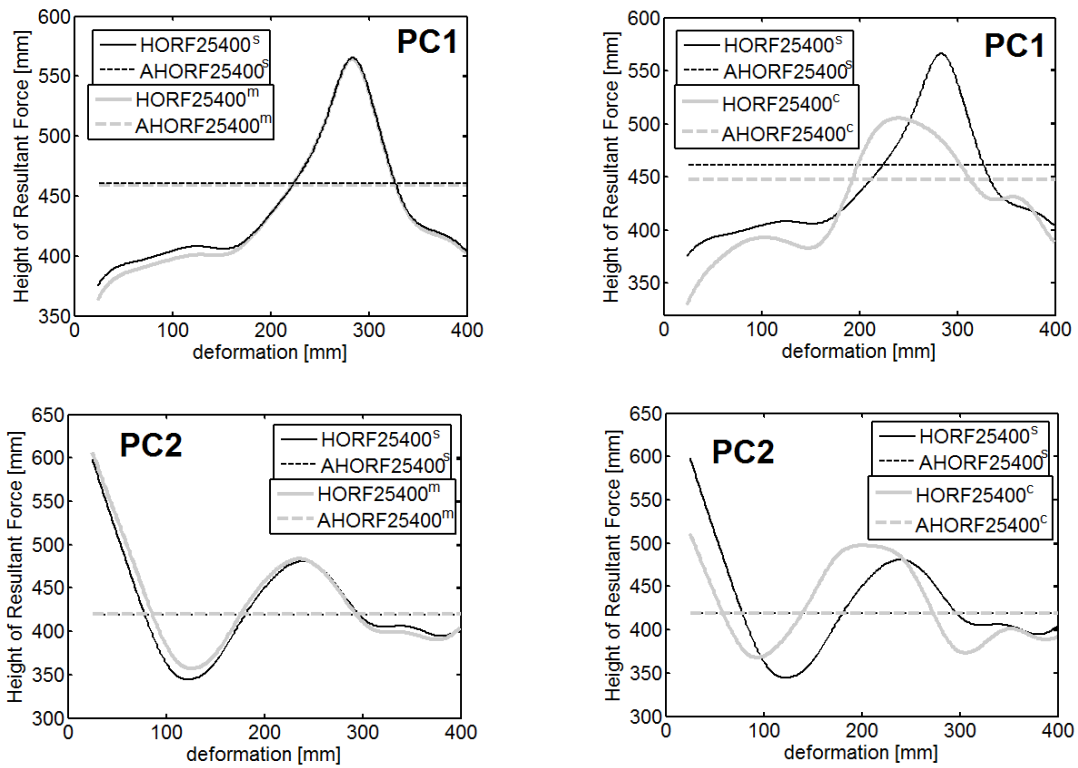 Height of Resultant Force [mm]
600
550
500
450
400
350
0
100
200
300
400
deformation [mm]
HORF25400ˢ
AHORF25400ˢ
HORF25400ᵐ
AHORF25400ᵐ
PC1
Height of Resultant Force [mm]
600
550
500
450
400
350
0
100
200
300
400
deformation [mm]
HORF25400ˢ
AHORF25400ˢ
HORF25400ᶜ
AHORF25400ᶜ
PC1
Height of Resultant Force [mm]
650
600
550
500
450
400
350
300
0
100
200
300
400
deformation [mm]
PC2
HORF25400ˢ
AHORF25400ˢ
HORF25400ᵐ
AHORF25400ᵐ
Height of Resultant Force [mm]
650
600
550
500
450
400
350
300
0
100
200
300
400
deformation [mm]
PC2
HORF25400ˢ
AHORF25400ˢ
HORF25400ᶜ
AHORF25400ᶜ